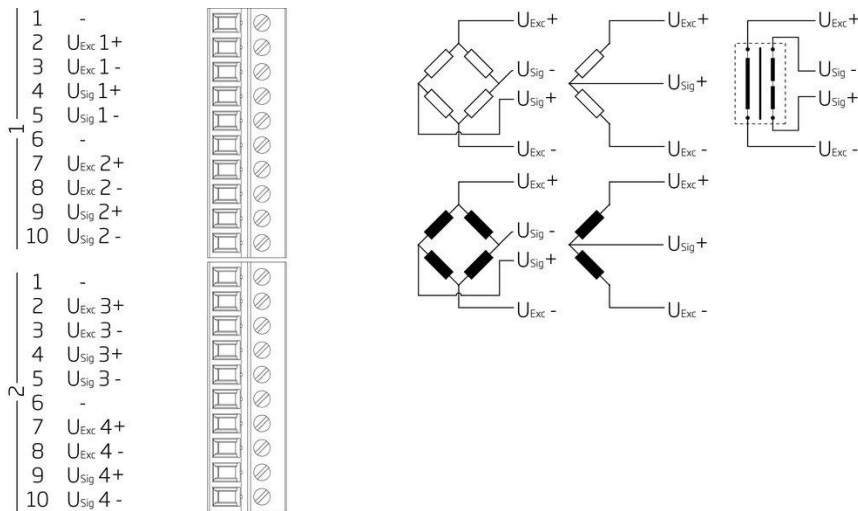 1
1 -
2 UExc 1+
3 UExc 1 -
4 USig 1+
5 USig 1 -
6 -
7 UExc 2+
8 UExc 2 -
9 USig 2+
10 USig 2 -
2
1 -
2 UExc 3+
3 UExc 3 -
4 USig 3+
5 USig 3 -
6 -
7 UExc 4+
8 UExc 4 -
9 USig 4+
10 USig 4 -
UExc +
USig -
USig +
UExc -
UExc +
USig +
UExc -
UExc +
USig -
USig +
UExc -
UExc +
USig -
USig +
UExc -
UExc +
USig +
UExc -